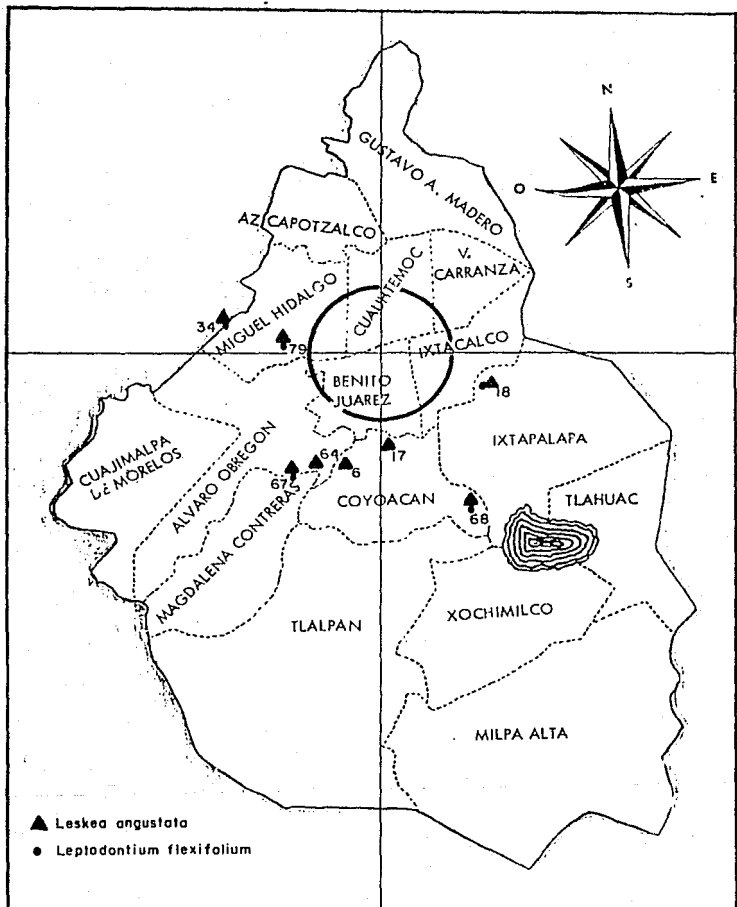 N
O
E
S
GUSTAVO A. MADERO
AZCAPOTZALCO
V.
CARRANZA
CUAUHTEMOC
MIGUEL HIDALGO
34
79
IXTACALCO
BENITO
JUAREZ
18
IXTAPALAPA
CUAJIMALPA
DE MORELOS
ALVARO OBREGON
17
64
6
67
COYOACAN
68
TLAHUAC
MAGDALENA CONTRERAS
TLALPAN
XOCHIMILCO
MILPA ALTA
Leskea angustata
Leptodontium flexifolium